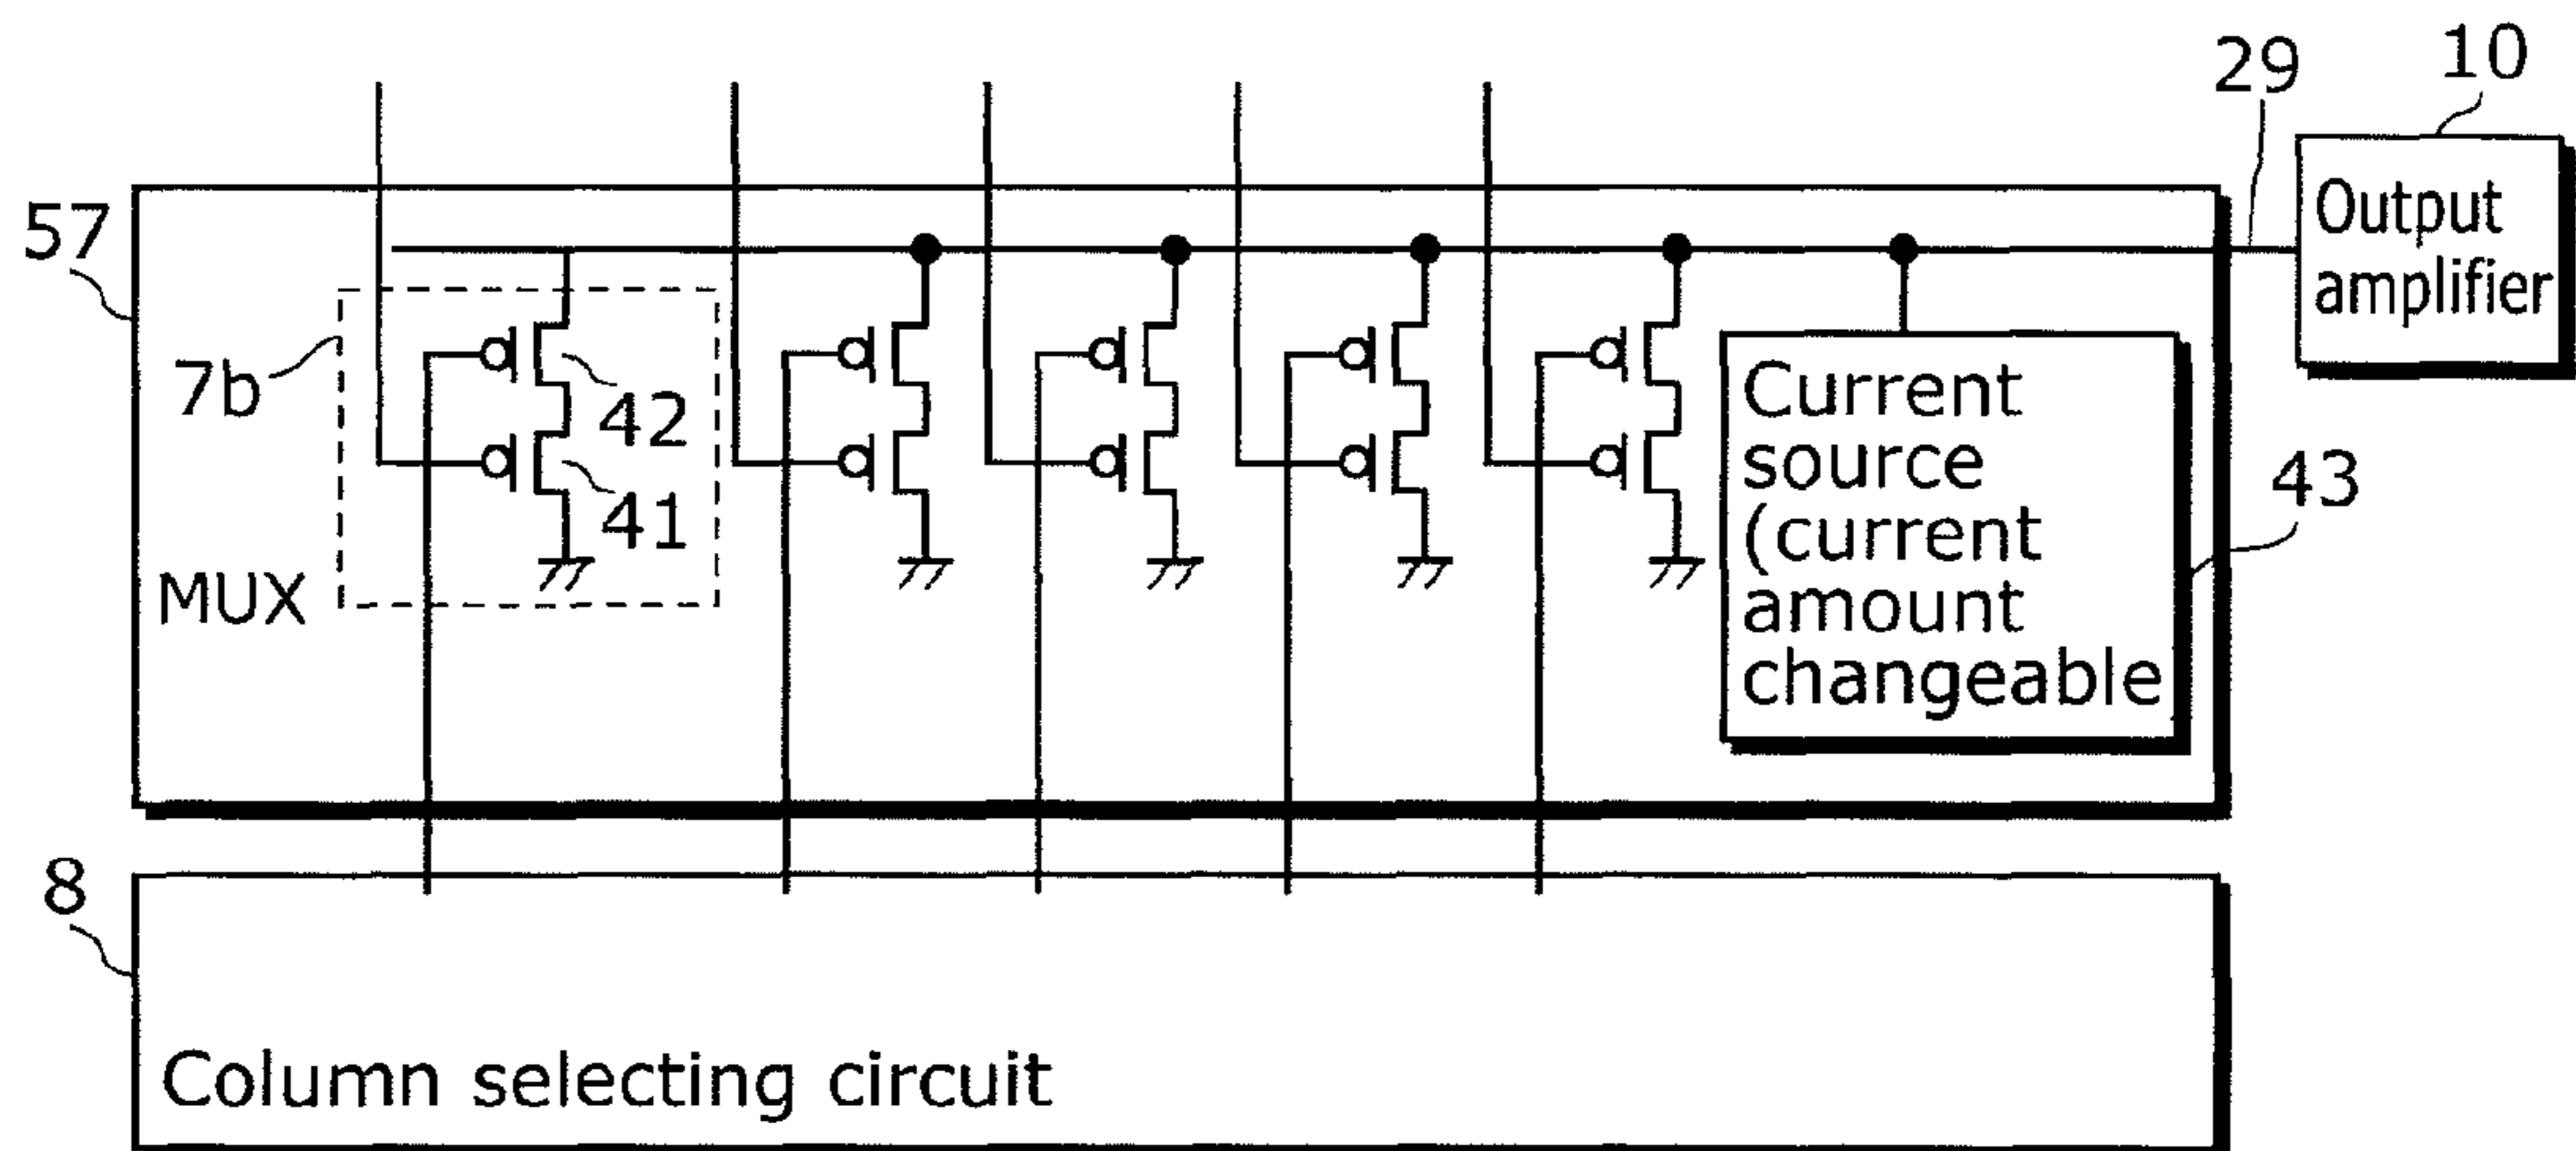 10
29
Output
amplifier
57
7b
42
41
MUX
Current
source
(current
amount
changeable
43
8
Column selecting circuit